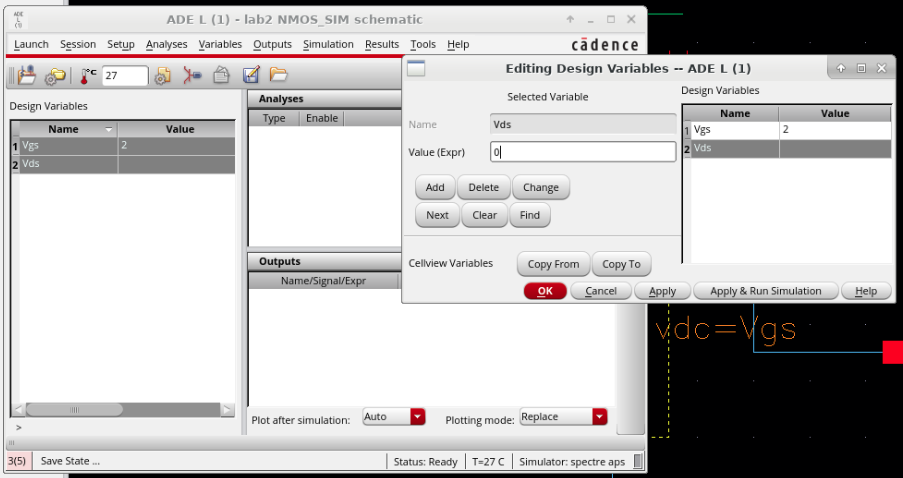 ADE L (1)
ADE L (1) - lab2 NMOS_SIM schematic
Launch Session Setup Analyses Variables Outputs Simulation Results Tools Help
cādence
°C 27
Design Variables
Name Value
1 Vgs 2
2 Vds
>
Analyses
Type Enable
Outputs
Name/Signal/Expr
Plot after simulation: Auto Plotting mode: Replace
3(5) Save State ... Status: Ready T=27 C Simulator: spectre aps
Editing Design Variables -- ADE L (1)
Selected Variable
Name Vds
Value (Expr) 0
Add Delete Change
Next Clear Find
Cellview Variables Copy From Copy To
Design Variables
Name Value
1 Vgs 2
2 Vds
OK Cancel Apply Apply & Run Simulation Help
vdc=Vgs